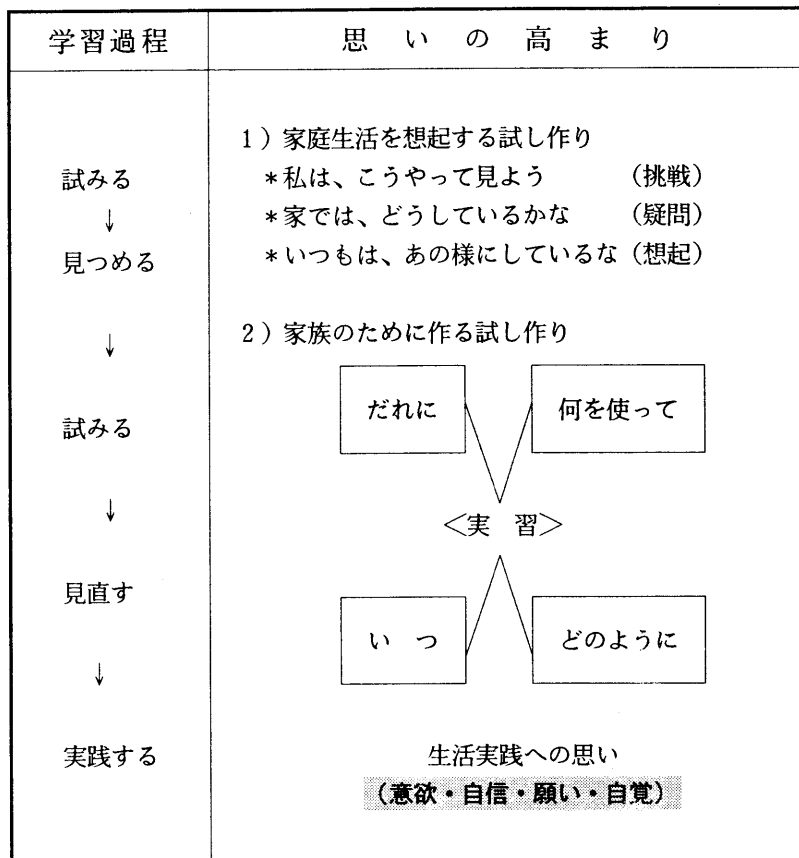 学習過程
思いの高まり
1）家庭生活を想起する試し作り
試みる
＊私は、こうやって見よう （挑戦）
↓
＊家では、どうしているかな （疑問）
見つめる
＊いつもは、あの様にしているな（想起）
↓
2）家族のために作る試し作り
試みる
だれに
何を使って
↓
＜実 習＞
見直す
い つ
どのように
↓
実践する
生活実践への思い
（意欲・自信・願い・自覚）